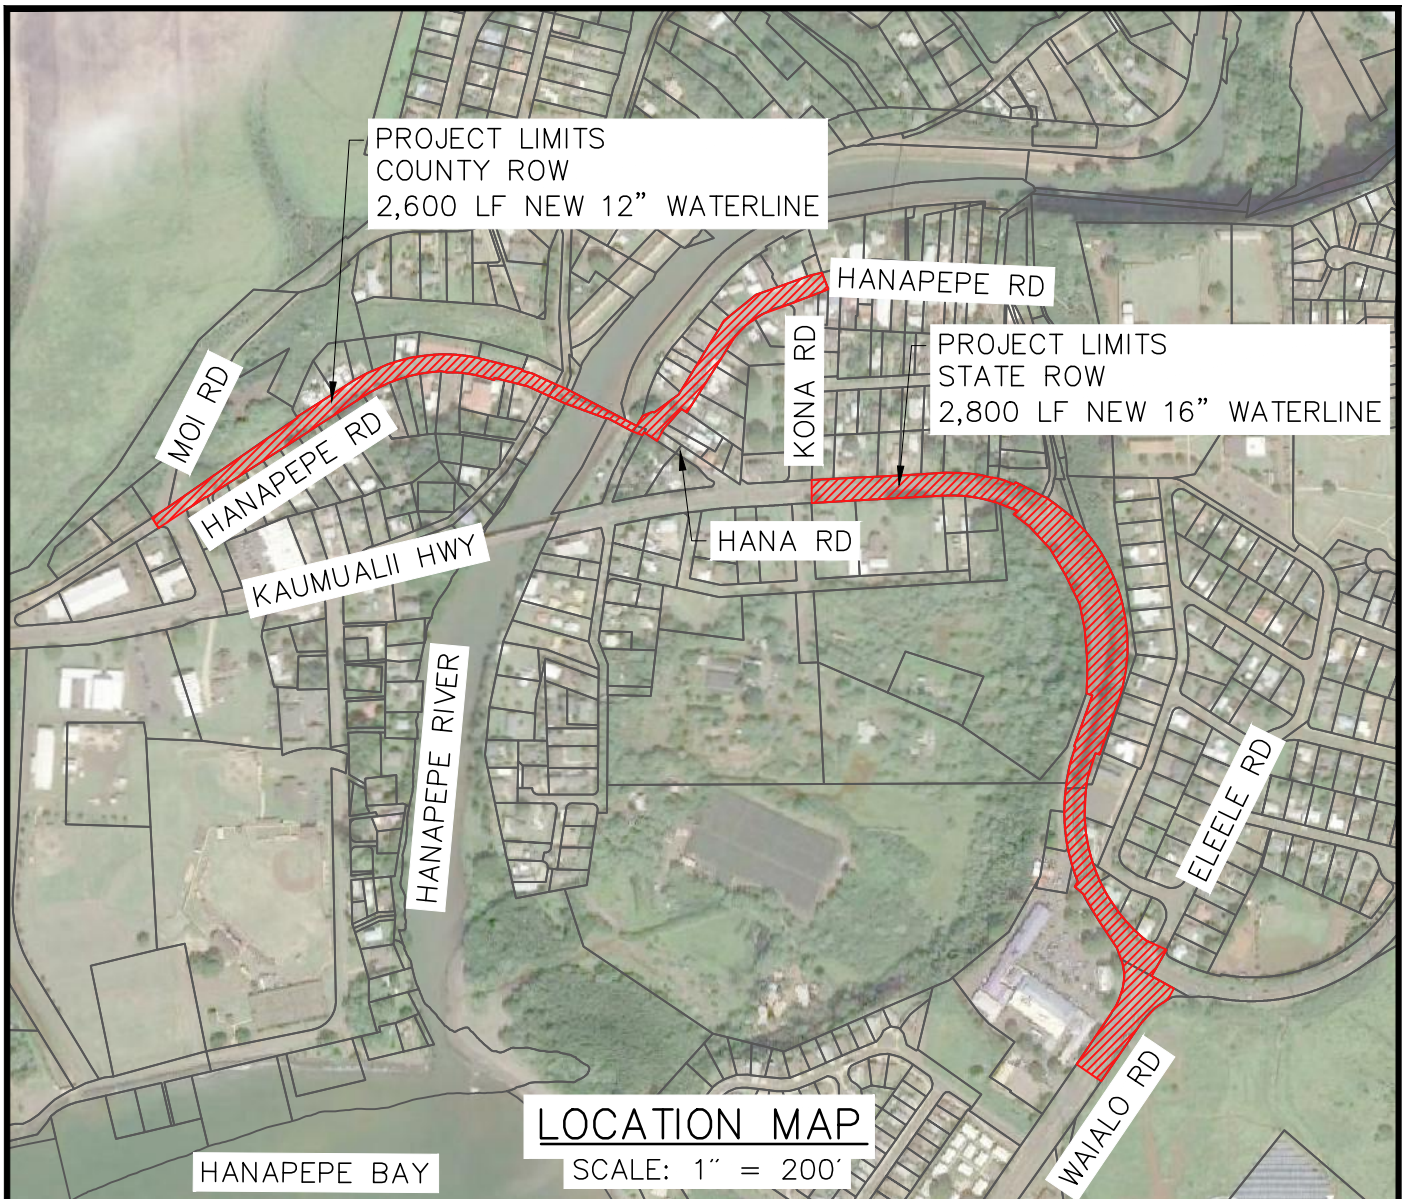 PROJECT LIMITS
COUNTY ROW
2,600 LF NEW 12” WATERLINE
HANAPEPE RD
PROJECT LIMITS
STATE ROW
2,800 LF NEW 16” WATERLINE
KONA RD
MOI RD
HANAPEPE RD
HANA RD
KAUMUALII HWY
HANAPEPE RIVER
ELEELE RD
WAIALO RD
LOCATION MAP
SCALE: 1” = 200'
HANAPEPE BAY